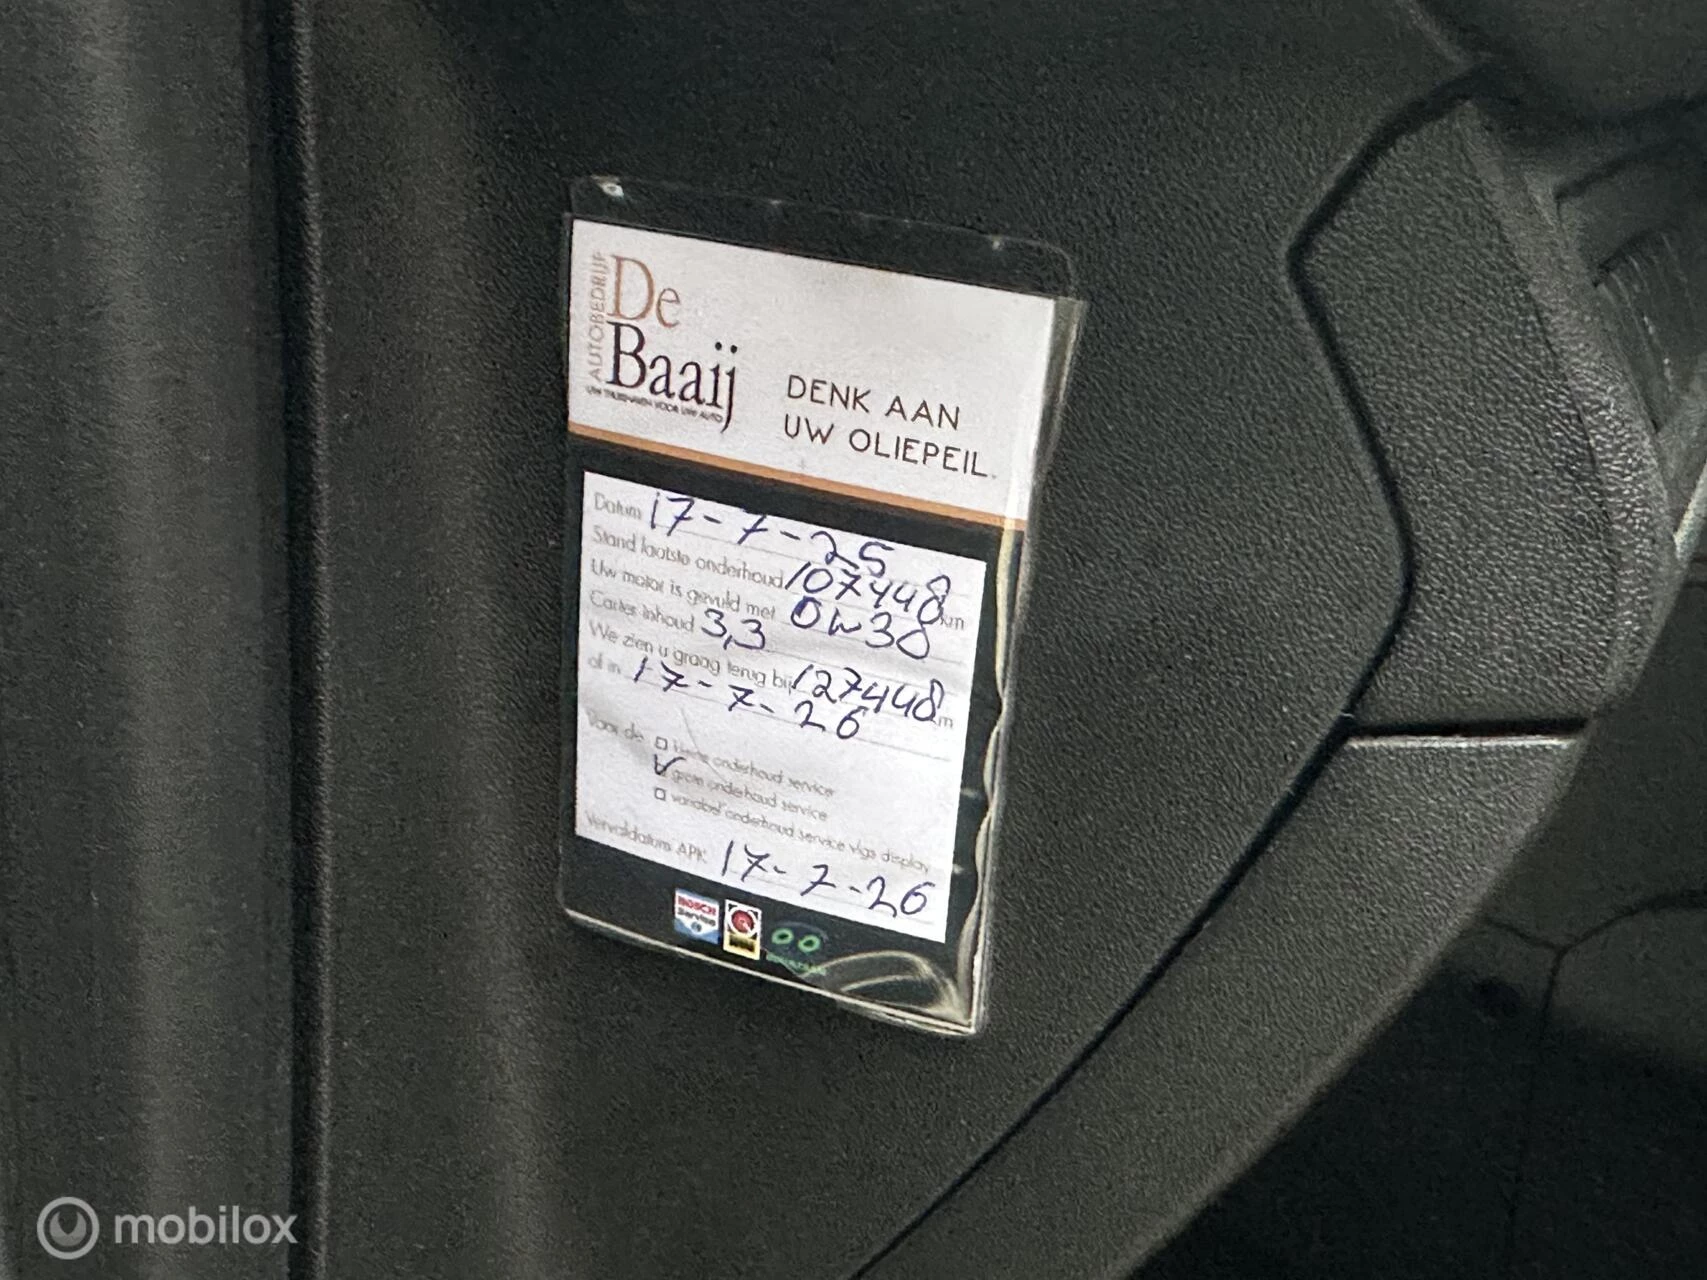 AUTOBEDRIJF
De
Baaij
UW THUISHAVEN VOOR UW AUTO
DENK AAN
UW OLIEPEIL
Datum 17-7-25
Stand laatste onderhoud 107448 km
Uw motor is gevuld met 0W30
Carter inhoud 3,3
We zien u graag terug bij 127448 km
of in 17-7-26
Voor de
kleine onderhoud service
grote onderhoud service
variabel onderhoud service vlgs display
Vervaldatum APK 17-7-26
BOSCH
Service
mobilox